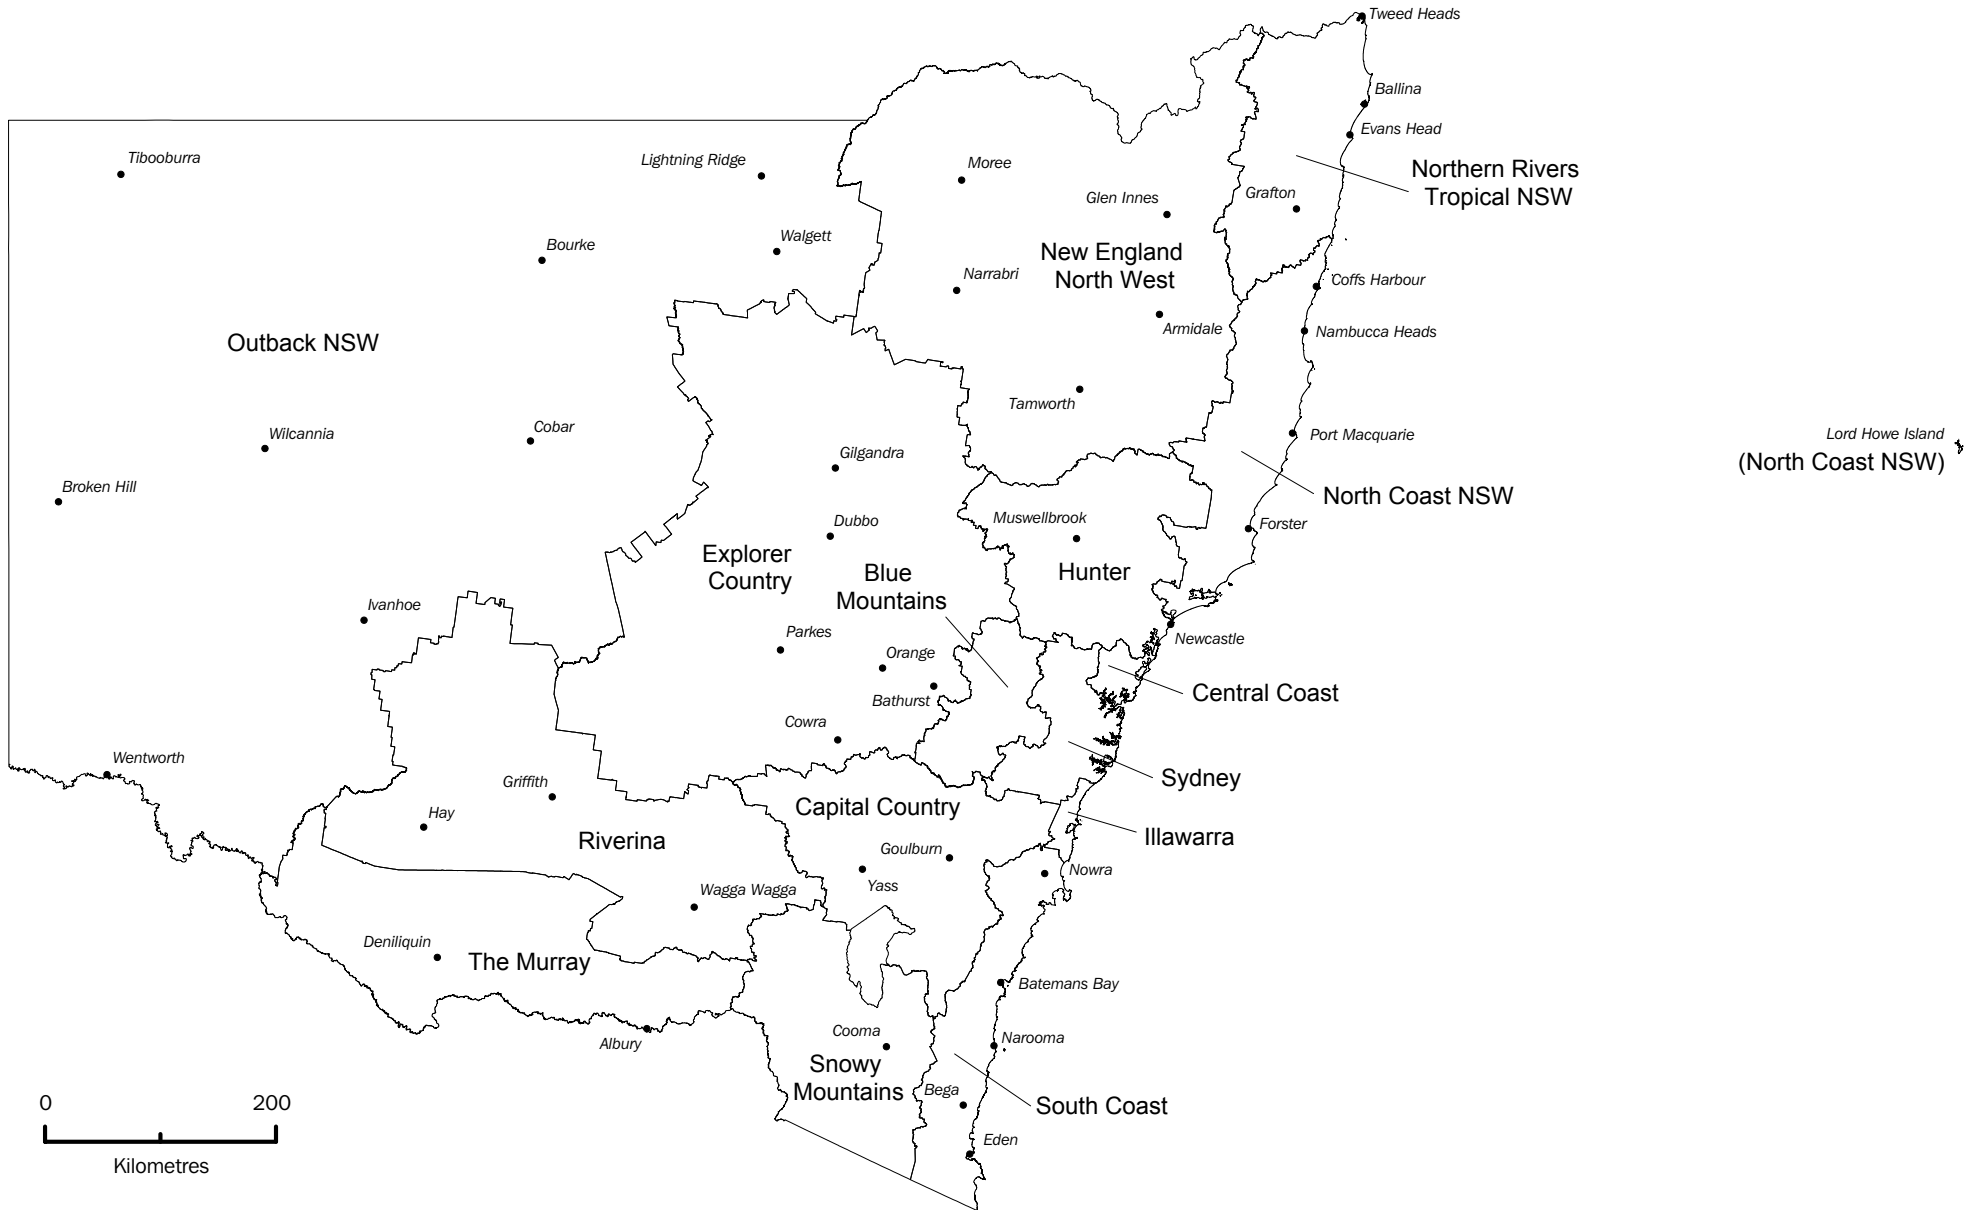 Tweed Heads
Ballina
Evans Head
Tibooburra
Lightning Ridge
Moree
Northern Rivers
Tropical NSW
Glen Innes
Grafton
Walgett
Bourke
New England
North West
Narrabri
Coffs Harbour
Armidale
Nambucca Heads
Outback NSW
Tamworth
Wilcannia
Cobar
Port Macquarie
Lord Howe Island
(North Coast NSW)
Gilgandra
Broken Hill
North Coast NSW
Muswellbrook
Dubbo
Forster
Explorer
Country
Blue
Mountains
Hunter
Ivanhoe
Parkes
Newcastle
Orange
Bathurst
Central Coast
Cowra
Wentworth
Griffith
Sydney
Capital Country
Hay
Riverina
Illawarra
Goulburn
Nowra
Yass
Wagga Wagga
Deniliquin
The Murray
Batemans Bay
Albury
Cooma
Narooma
Snowy
Mountains
Bega
South Coast
0 200
Kilometres
Eden